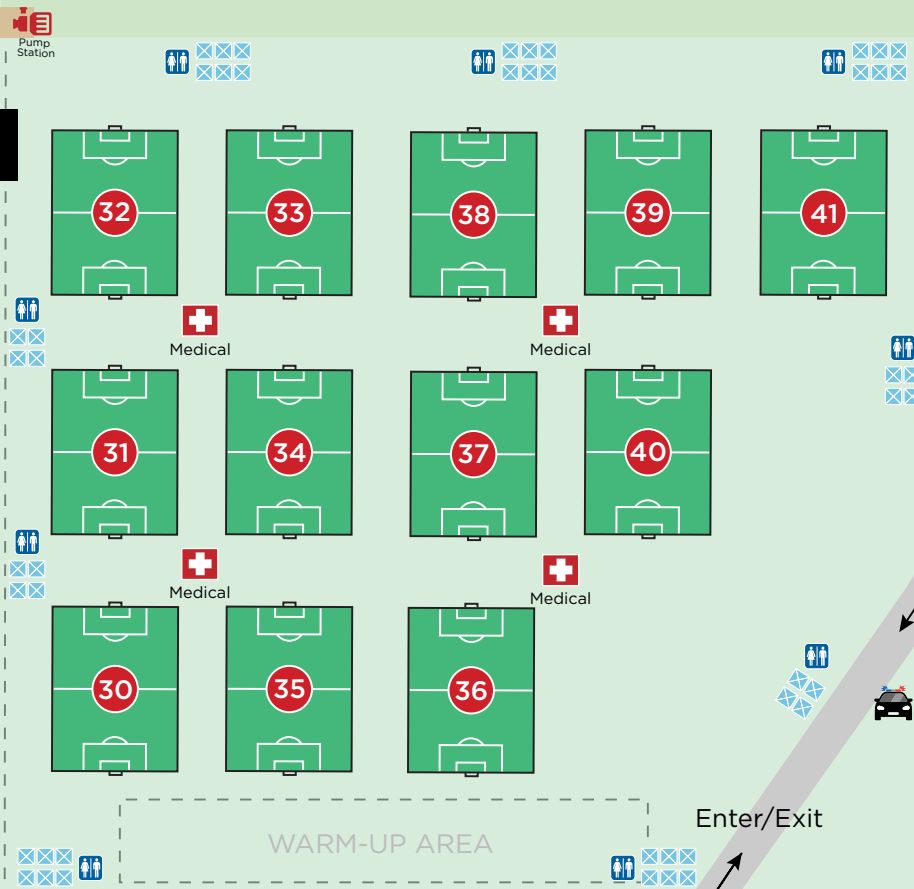 Pump
Station
32
33
38
39
41
Medical
Medical
31
34
37
40
Medical
Medical
30
35
36
Enter/Exit
WARM-UP AREA